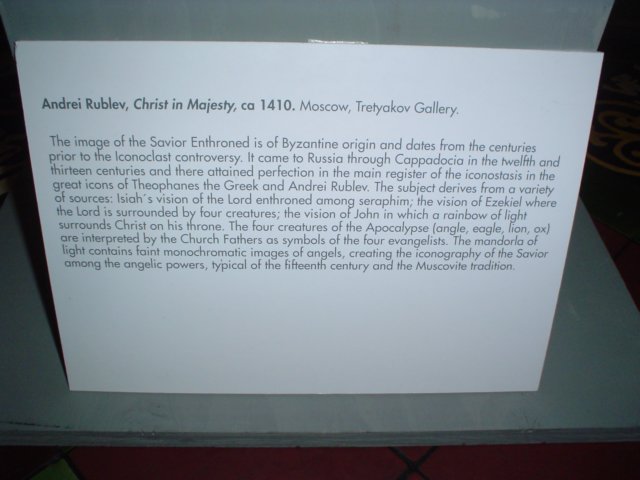 Andrei Rublev, Christ in Majesty, ca 1410. Moscow, Tretyakov Gallery.
The image of the Savior Enthroned is of Byzantine origin and dates from the centuries
prior to the Iconoclast controversy. It came to Russia through Cappadocia in the twelfth and
thirteen centuries and there attained perfection in the main register of the iconostasis in the
great icons of Theophanes the Greek and Andrei Rublev. The subject derives from a variety
of sources: Isiah´s vision of the Lord enthroned among seraphim; the vision of Ezekiel where
the Lord is surrounded by four creatures; the vision of John in which a rainbow of light
surrounds Christ on his throne. The four creatures of the Apocalypse (angle, eagle, lion, ox)
are interpreted by the Church Fathers as symbols of the four evangelists. The mandorla of
light contains faint monochromatic images of angels, creating the iconography of the Savior
among the angelic powers, typical of the fifteenth century and the Muscovite tradition.